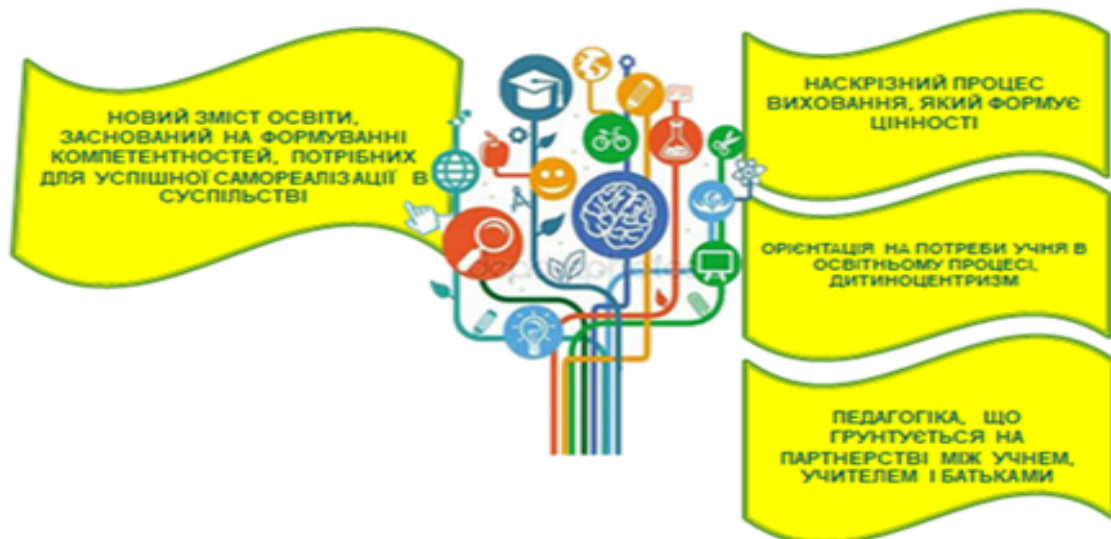 НОВИЙ ЗМІСТ ОСВІТИ,
ЗАСНОВАНИЙ НА ФОРМУВАННІ
КОМПЕТЕНТНОСТЕЙ, ПОТРІБНИХ
ДЛЯ УСПІШНОЇ САМОРЕАЛІЗАЦІЇ В
СУСПІЛЬСТВІ
НАСКРІЗНИЙ ПРОЦЕС
ВИХОВАННЯ, ЯКИЙ ФОРМУЄ
ЦІННОСТІ
ОРІЄНТАЦІЯ НА ПОТРЕБИ УЧНЯ В
ОСВІТНЬОМУ ПРОЦЕСІ,
ДИТИНОЦЕНТРИЗМ
ПЕДАГОГІКА, ЩО
ГРУНТУЄТЬСЯ НА
ПАРТНЕРСТВІ МІЖ УЧНЕМ,
УЧИТЕЛЕМ І БАТЬКАМИ